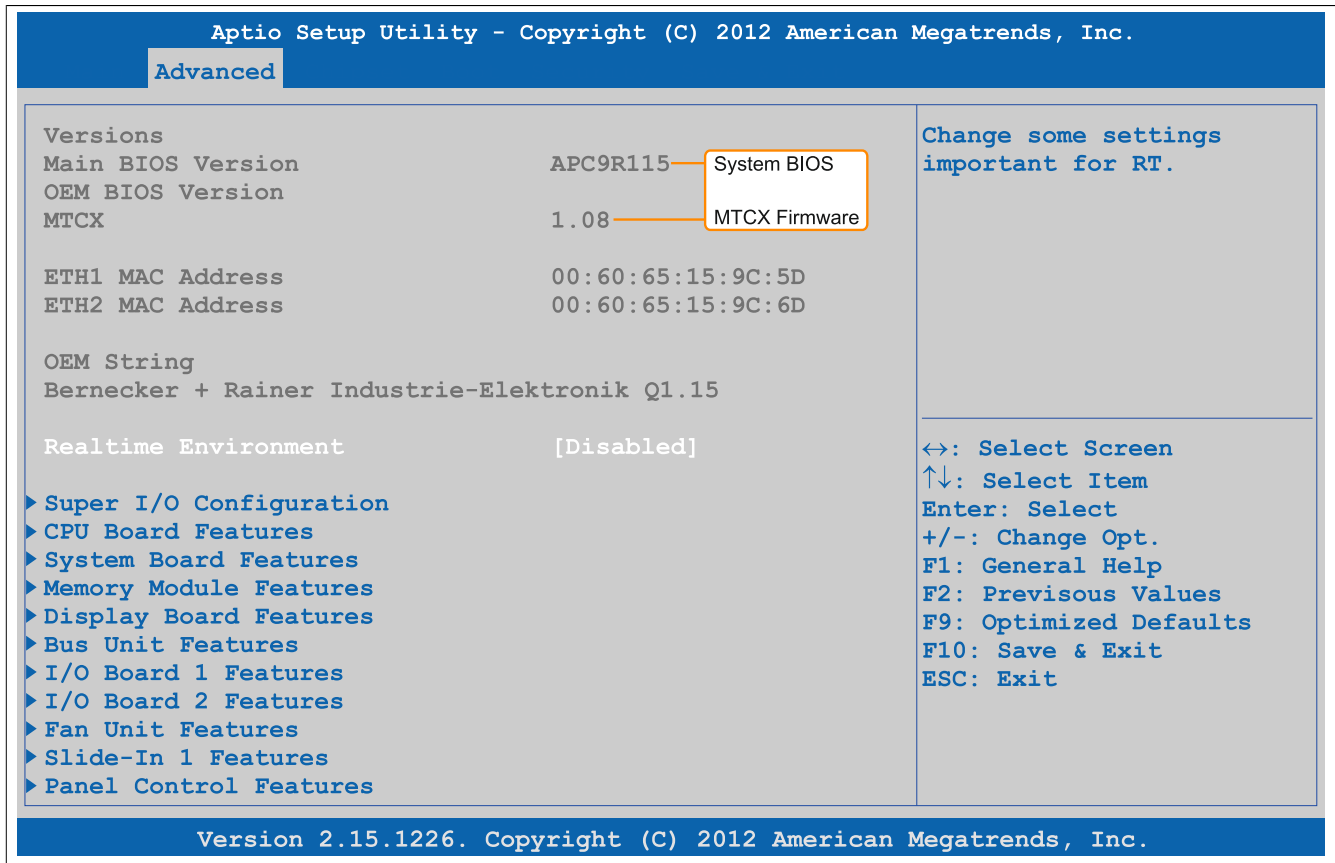 Aptio Setup Utility - Copyright (C) 2012 American Megatrends, Inc.
Advanced
Versions
Main BIOS Version APC9R115 System BIOS
OEM BIOS Version
MTCX 1.08 MTCX Firmware
ETH1 MAC Address 00:60:65:15:9C:5D
ETH2 MAC Address 00:60:65:15:9C:6D
OEM String
Bernecker + Rainer Industrie-Elektronik Q1.15
Realtime Environment [Disabled]
Super I/O Configuration
CPU Board Features
System Board Features
Memory Module Features
Display Board Features
Bus Unit Features
I/O Board 1 Features
I/O Board 2 Features
Fan Unit Features
Slide-In 1 Features
Panel Control Features
Change some settings
important for RT.
↔: Select Screen
↑↓: Select Item
Enter: Select
+/-: Change Opt.
F1: General Help
F2: Previsous Values
F9: Optimized Defaults
F10: Save & Exit
ESC: Exit
Version 2.15.1226. Copyright (C) 2012 American Megatrends, Inc.